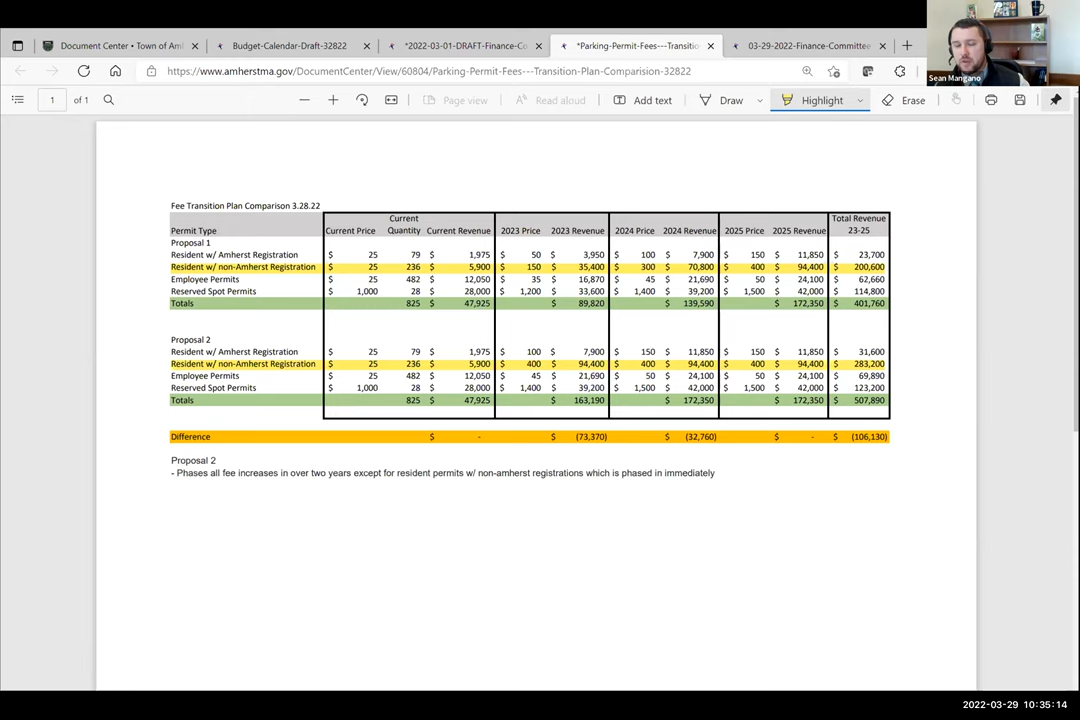 Document Center • Town of Aml
Budget-Calendar-Draft-32822
*2022-03-01-DRAFT-Finance-Co
*Parking-Permit-Fees---Transitio
03-29-2022-Finance-Committee
https://www.amherstma.gov/DocumentCenter/View/60804/Parking-Permit-Fees---Transition-Plan-Comparision-32822
Sean Mangano
1 of 1
Page view
Read aloud
Add text
Draw
Highlight
Erase
Fee Transition Plan Comparison 3.28.22
Current Total Revenue
Permit Type Current Price Quantity Current Revenue 2023 Price 2023 Revenue 2024 Price 2024 Revenue 2025 Price 2025 Revenue 23-25
Proposal 1
Resident w/ Amherst Registration $ 25 79 $ 1,975 $ 50 $ 3,950 $ 100 $ 7,900 $ 150 $ 11,850 $ 23,700
Resident w/ non-Amherst Registration $ 25 236 $ 5,900 $ 150 $ 35,400 $ 300 $ 70,800 $ 400 $ 94,400 $ 200,600
Employee Permits $ 25 482 $ 12,050 $ 35 $ 16,870 $ 45 $ 21,690 $ 50 $ 24,100 $ 62,660
Reserved Spot Permits $ 1,000 28 $ 28,000 $ 1,200 $ 33,600 $ 1,400 $ 39,200 $ 1,500 $ 42,000 $ 114,800
Totals 825 $ 47,925 $ 89,820 $ 139,590 $ 172,350 $ 401,760
Proposal 2
Resident w/ Amherst Registration $ 25 79 $ 1,975 $ 100 $ 7,900 $ 150 $ 11,850 $ 150 $ 11,850 $ 31,600
Resident w/ non-Amherst Registration $ 25 236 $ 5,900 $ 400 $ 94,400 $ 400 $ 94,400 $ 400 $ 94,400 $ 283,200
Employee Permits $ 25 482 $ 12,050 $ 45 $ 21,690 $ 50 $ 24,100 $ 50 $ 24,100 $ 69,890
Reserved Spot Permits $ 1,000 28 $ 28,000 $ 1,400 $ 39,200 $ 1,500 $ 42,000 $ 1,500 $ 42,000 $ 123,200
Totals 825 $ 47,925 $ 163,190 $ 172,350 $ 172,350 $ 507,890
Difference $ - $ (73,370) $ (32,760) $ - $ (106,130)
Proposal 2
- Phases all fee increases in over two years except for resident permits w/ non-amherst registrations which is phased in immediately
2022-03-29 10:35:14